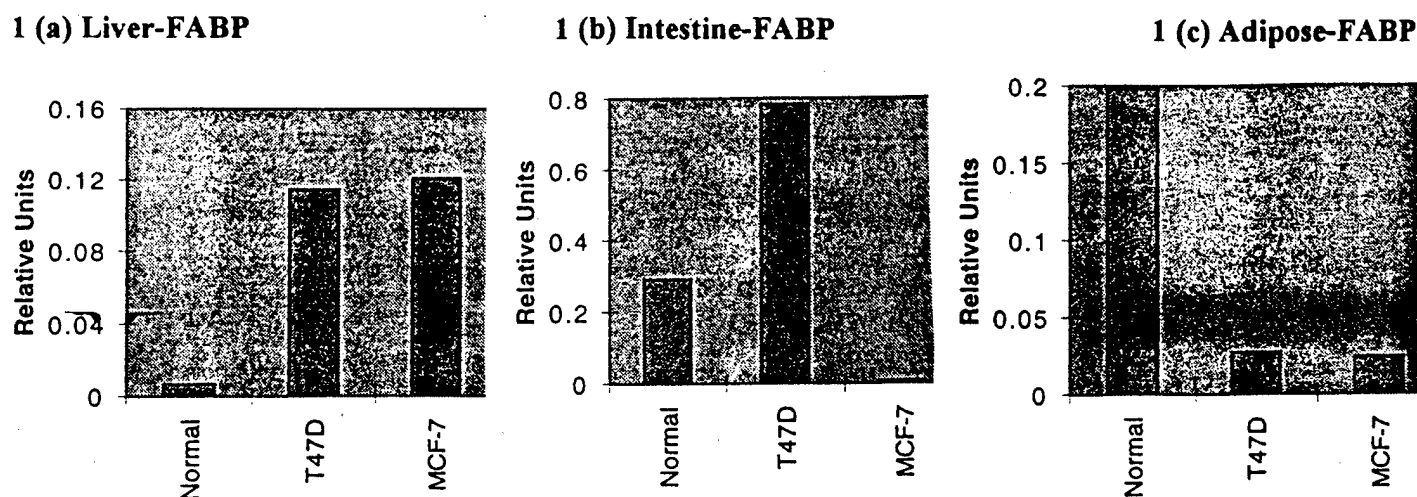 1 (a) Liver-FABP
Relative Units
0.16
0.12
0.08
0.04
0
Normal
T47D
MCF-7
1 (b) Intestine-FABP
Relative Units
0.8
0.6
0.4
0.2
0
Normal
T47D
MCF-7
1 (c) Adipose-FABP
Relative Units
0.2
0.15
0.1
0.05
0
Normal
T47D
MCF-7